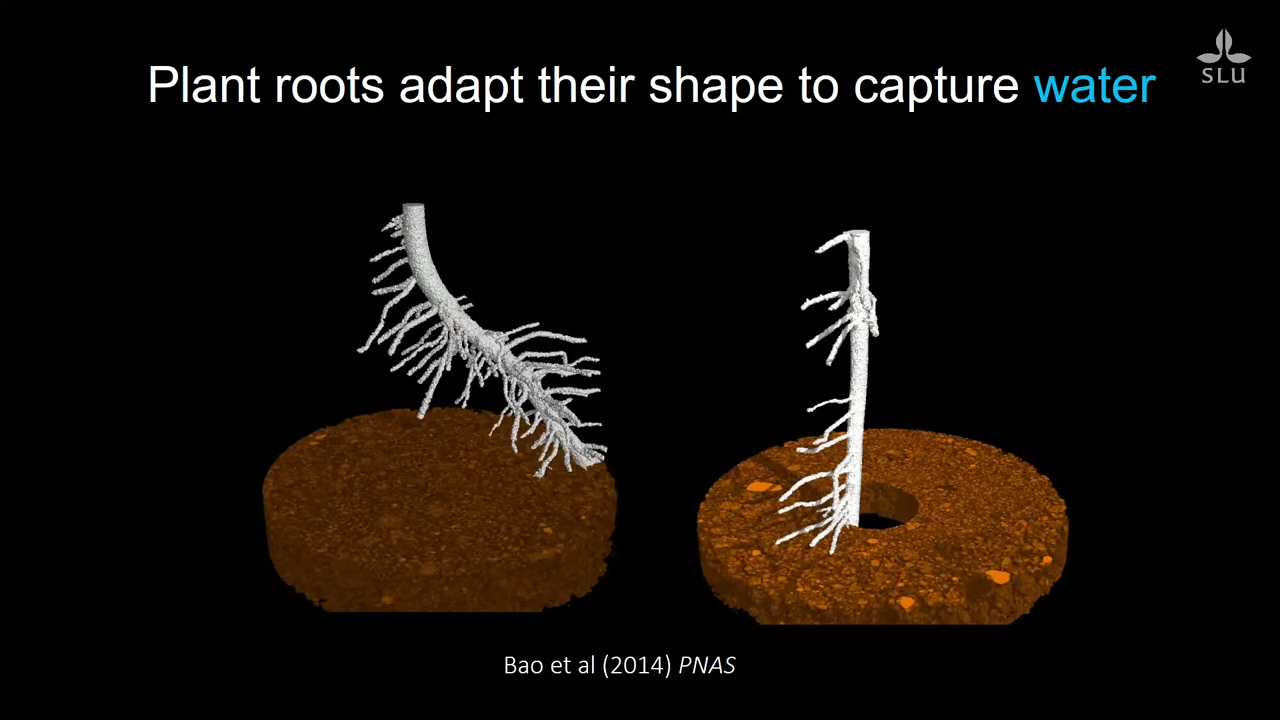 SLU
Plant roots adapt their shape to capture water
Bao et al (2014) PNAS